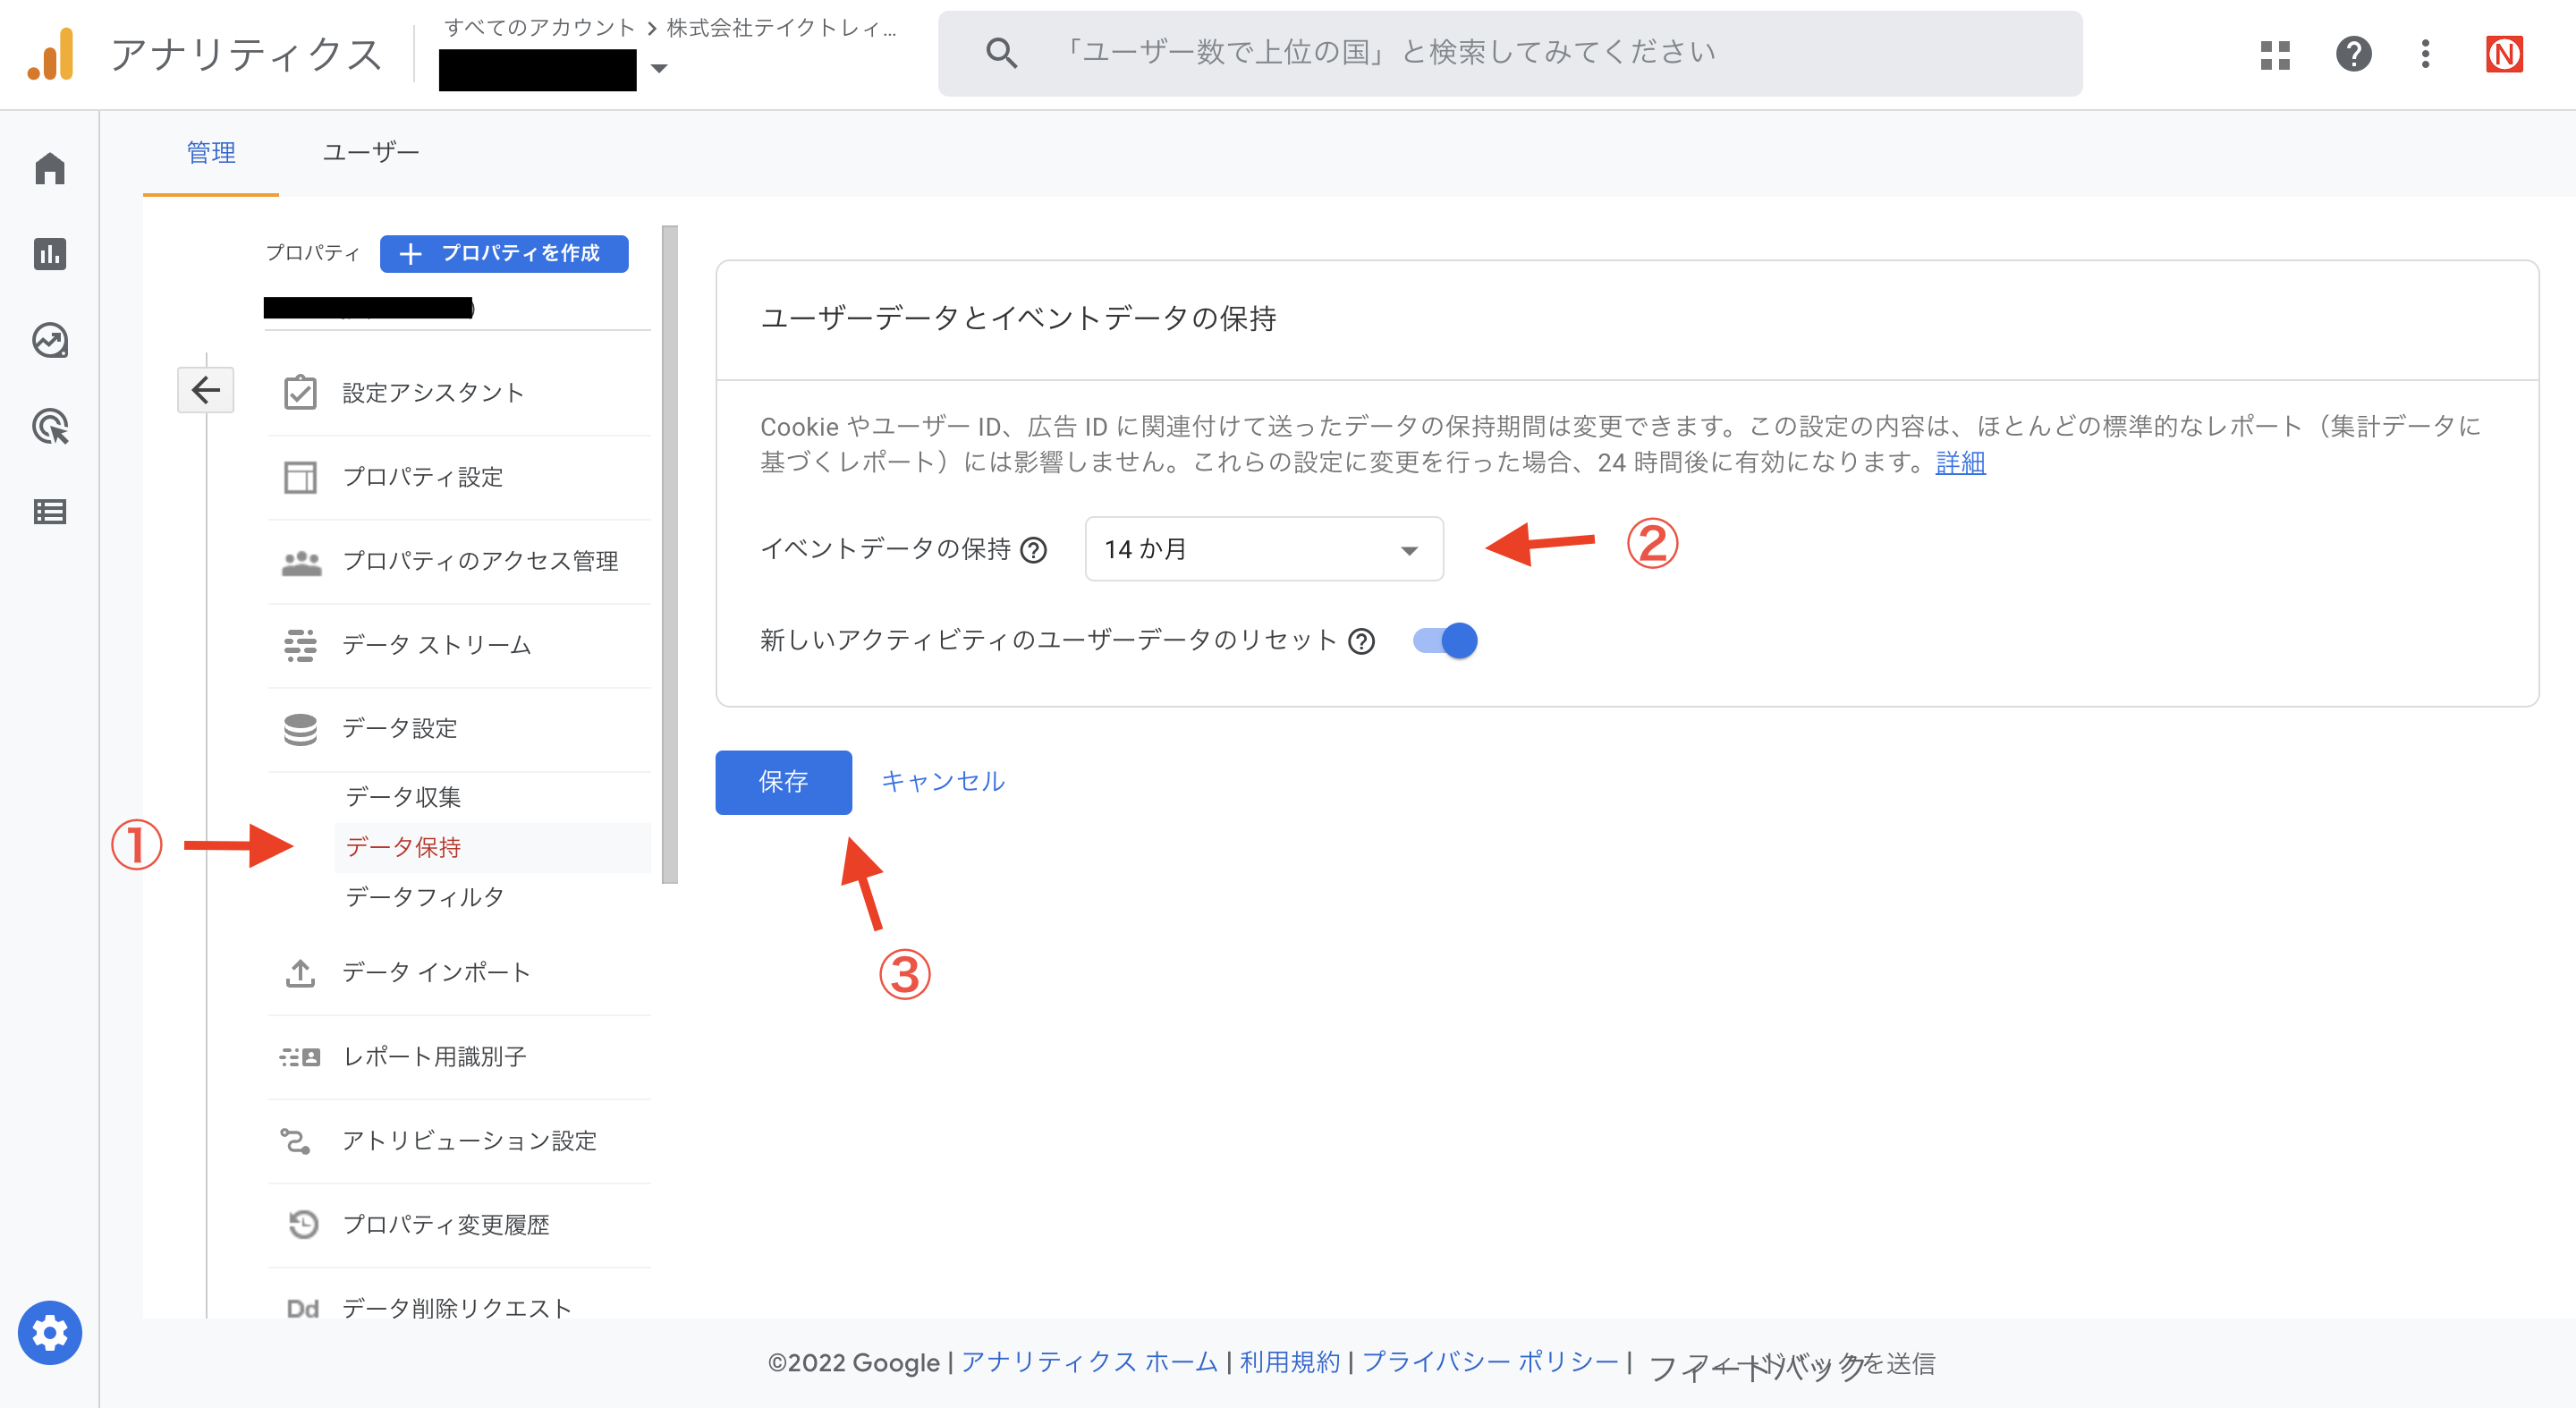 アナリティクス
すべてのアカウント > 株式会社テイクトレィ...
「ユーザー数で上位の国」と検索してみてください
N
管理
ユーザー
プロパティ
＋ プロパティを作成
設定アシスタント
プロパティ設定
プロパティのアクセス管理
データ ストリーム
データ設定
データ収集
① データ保持
データフィルタ
データ インポート
レポート用識別子
アトリビューション設定
プロパティ変更履歴
Dd データ削除リクエスト
ユーザーデータとイベントデータの保持
Cookie やユーザー ID、広告 ID に関連付けて送ったデータの保持期間は変更できます。この設定の内容は、ほとんどの標準的なレポート（集計データに
基づくレポート）には影響しません。これらの設定に変更を行った場合、24 時間後に有効になります。詳細
イベントデータの保持 ? 14 か月 ②
新しいアクティビティのユーザーデータのリセット ?
保存 キャンセル
③
©2022 Google | アナリティクス ホーム | 利用規約 | プライバシー ポリシー | フィードバックを送信